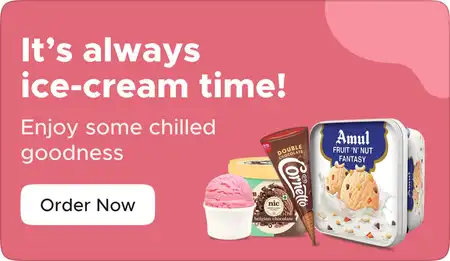 It's always
ice-cream time!
Enjoy some chilled
goodness
Order Now
nic
belgian chocolate
DOUBLE
CHOCOLATE
Cornetto
Amul
FRUIT 'N' NUT
FANTASY